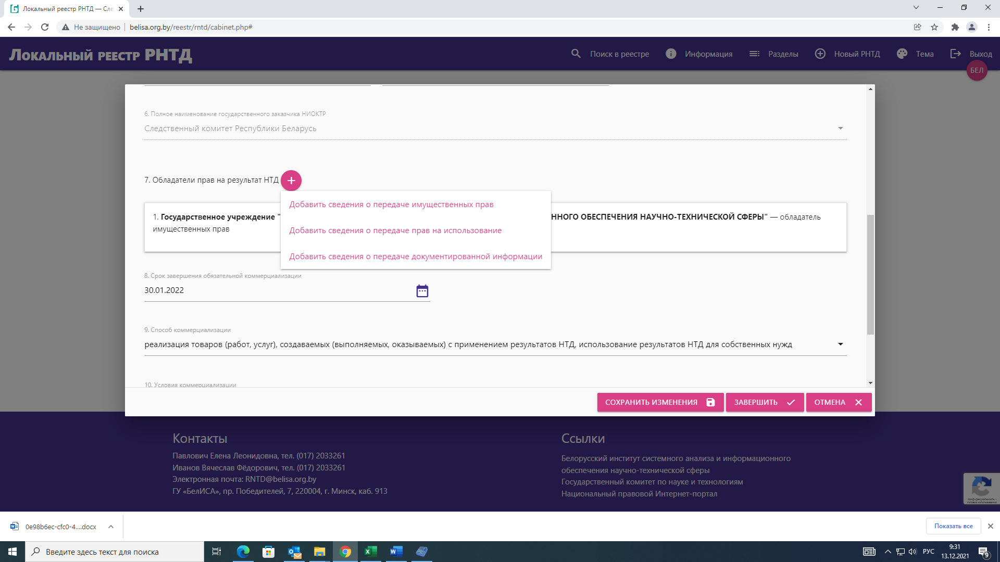 Локальный реестр РНТД — Сле
Не защищено
belisa.org.by/reestr/rntd/cabinet.php#
Локальный реестр РНТД
Поиск в реестре
Информация
Разделы
Новый РНТД
Тема
Выход
БЕЛ
6. Полное наименование государственного заказчика НИОКТР
Следственный комитет Республики Беларусь
7. Обладатели прав на результат НТД
Добавить сведения о передаче имущественных прав
Добавить сведения о передаче прав на использование
Добавить сведения о передаче документированной информации
1. Государственное учреждение " ННОГО ОБЕСПЕЧЕНИЯ НАУЧНО-ТЕХНИЧЕСКОЙ СФЕРЫ" — обладатель
имущественных прав
8. Срок завершения обязательной коммерциализации
30.01.2022
9. Способ коммерциализации
реализация товаров (работ, услуг), создаваемых (выполняемых, оказываемых) с применением результатов НТД, использование результатов НТД для собственных нужд
10. Условия коммерциализации
СОХРАНИТЬ ИЗМЕНЕНИЯ
ЗАВЕРШИТЬ
ОТМЕНА
Контакты
Павлович Елена Леонидовна, тел. (017) 2033261
Иванов Вячеслав Фёдорович, тел. (017) 2033261
Электронная почта: RNTD@belisa.org.by
ГУ «БелИСА», пр. Победителей, 7, 220004, г. Минск, каб. 913
Ссылки
Белорусский институт системного анализа и информационного
обеспечения научно-технической сферы
Государственный комитет по науке и технологиям
Национальный правовой Интернет-портал
Конфиденциальность -
Условия использования
0e98b6ec-cfc0-4....docx
Показать все
Введите здесь текст для поиска
РУС
9:31
13.12.2021
9